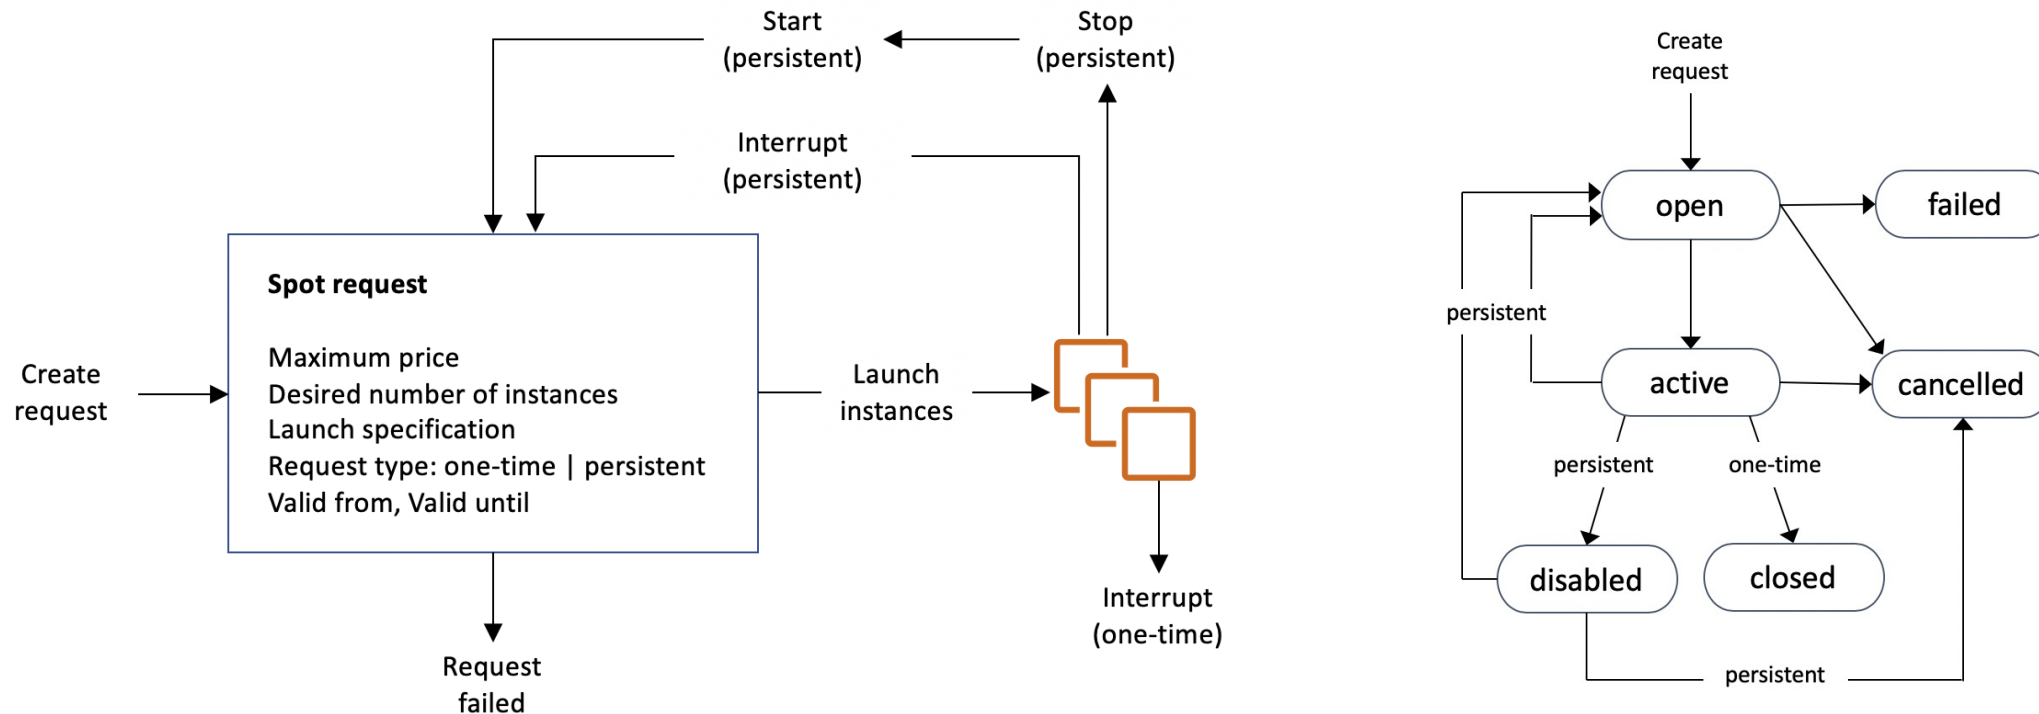 Start
(persistent)
Stop
(persistent)
Interrupt
(persistent)
Spot request
Maximum price
Desired number of instances
Launch specification
Request type: one-time | persistent
Valid from, Valid until
Create
request
Launch
instances
Interrupt
(one-time)
Request
failed
Create
request
open
failed
persistent
active
cancelled
persistent
one-time
disabled
closed
persistent